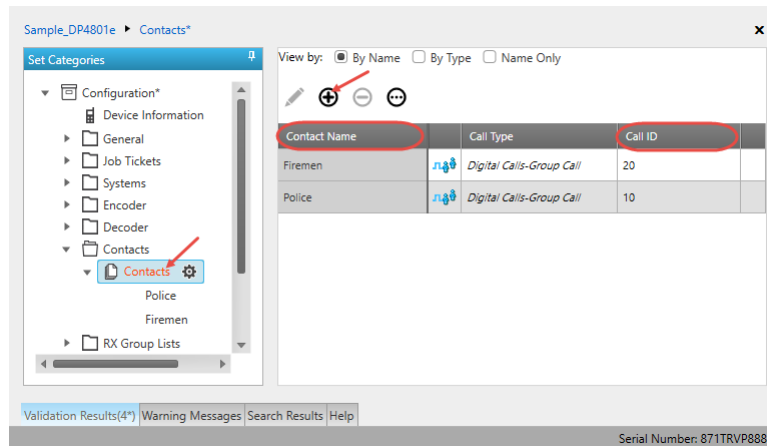 Sample_DP4801e ▸ Contacts*
x
Set Categories
Configuration*
Device Information
General
Job Tickets
Systems
Encoder
Decoder
Contacts
Contacts
Police
Firemen
RX Group Lists
View by: By Name By Type Name Only
Contact Name Call Type Call ID
Firemen Digital Calls-Group Call 20
Police Digital Calls-Group Call 10
Validation Results(4*) Warning Messages Search Results Help
Serial Number: 871TRVP888